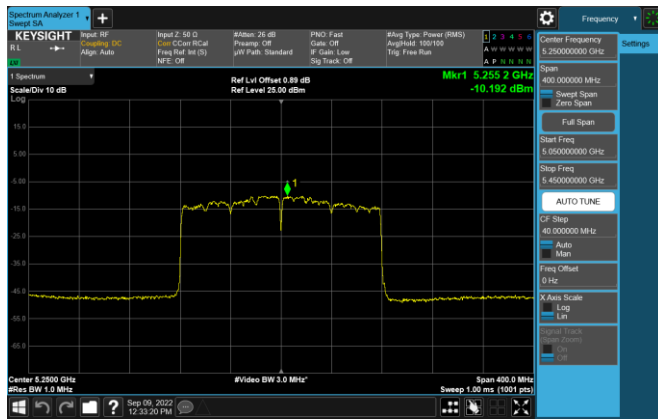 Spectrum Analyzer 1
Swept SA
Frequency
KEYSIGHT
R L
Input: RF
Coupling: DC
Align: Auto
Input Z: 50 Ω
Corr CCorr RCal
Freq Ref: Int (S)
NFE: Off
#Atten: 26 dB
Preamp: Off
µW Path: Standard
PNO: Fast
Gate: Off
IF Gain: Low
Sig Track: Off
#Avg Type: Power (RMS)
Avg|Hold: 100/100
Trig: Free Run
1 2 3 4 5 6
A W W W W W
A P N N N N
1 Spectrum
Scale/Div 10 dB
Log
Ref Lvl Offset 0.89 dB
Ref Level 25.00 dBm
Mkr1 5.255 2 GHz
-10.192 dBm
15.0
5.00
-5.00
-15.0
-25.0
-35.0
-45.0
-55.0
-65.0
1
Center 5.2500 GHz
#Res BW 1.0 MHz
#Video BW 3.0 MHz*
Span 400.0 MHz
Sweep 1.00 ms (1001 pts)
Center Frequency
5.250000000 GHz
Settings
Span
400.000000 MHz
Swept Span
Zero Span
Full Span
Start Freq
5.050000000 GHz
Stop Freq
5.450000000 GHz
AUTO TUNE
CF Step
40.000000 MHz
Auto
Man
Freq Offset
0 Hz
X Axis Scale
Log
Lin
Signal Track
(Span Zoom)
On
Off
Sep 09, 2022
12:33:20 PM